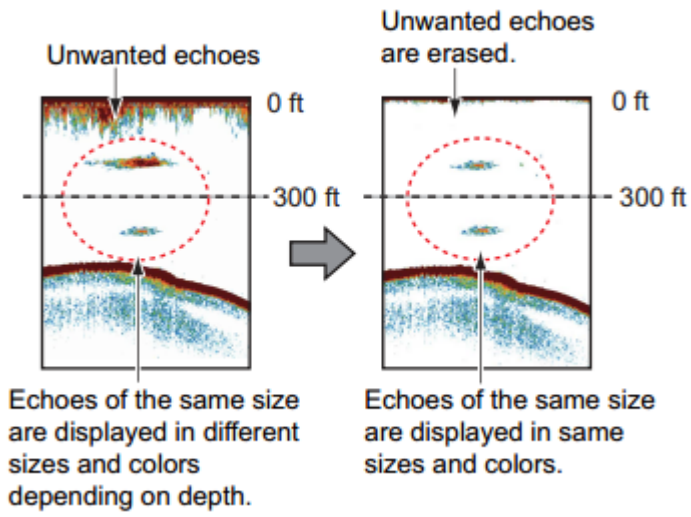 Unwanted echoes
0 ft
300 ft
Echoes of the same size
are displayed in different
sizes and colors
depending on depth.
Unwanted echoes
are erased.
0 ft
300 ft
Echoes of the same size
are displayed in same
sizes and colors.